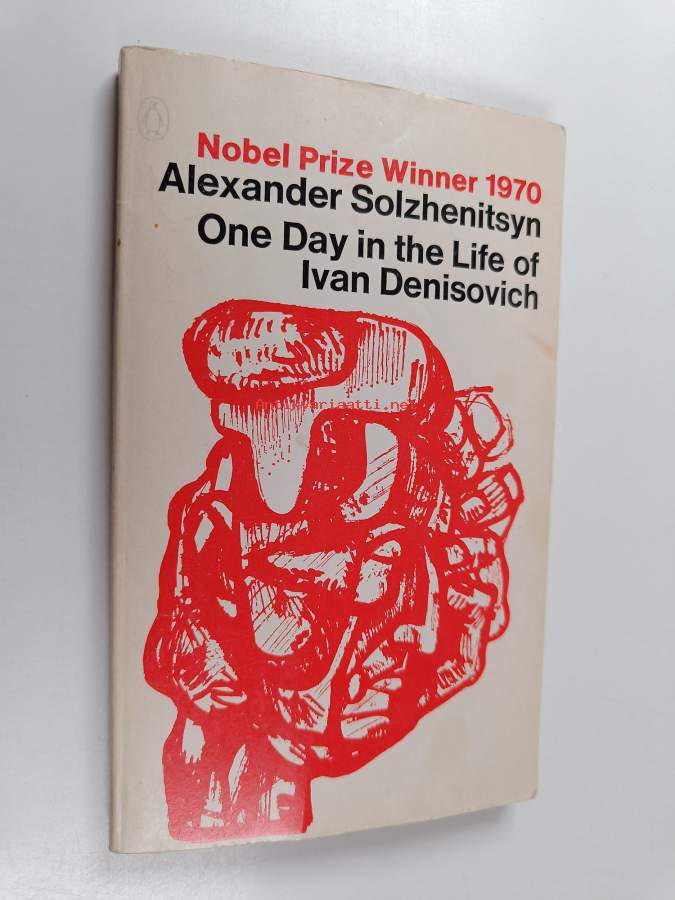 Nobel Prize Winner 1970
Alexander Solzhenitsyn
One Day in the Life of
Ivan Denisovich